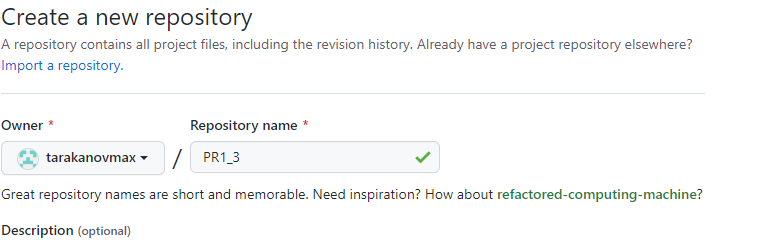 Create a new repository
A repository contains all project files, including the revision history. Already have a project repository elsewhere?
Import a repository.
Owner * Repository name *
tarakanovmax / PR1_3
Great repository names are short and memorable. Need inspiration? How about refactored-computing-machine?
Description (optional)